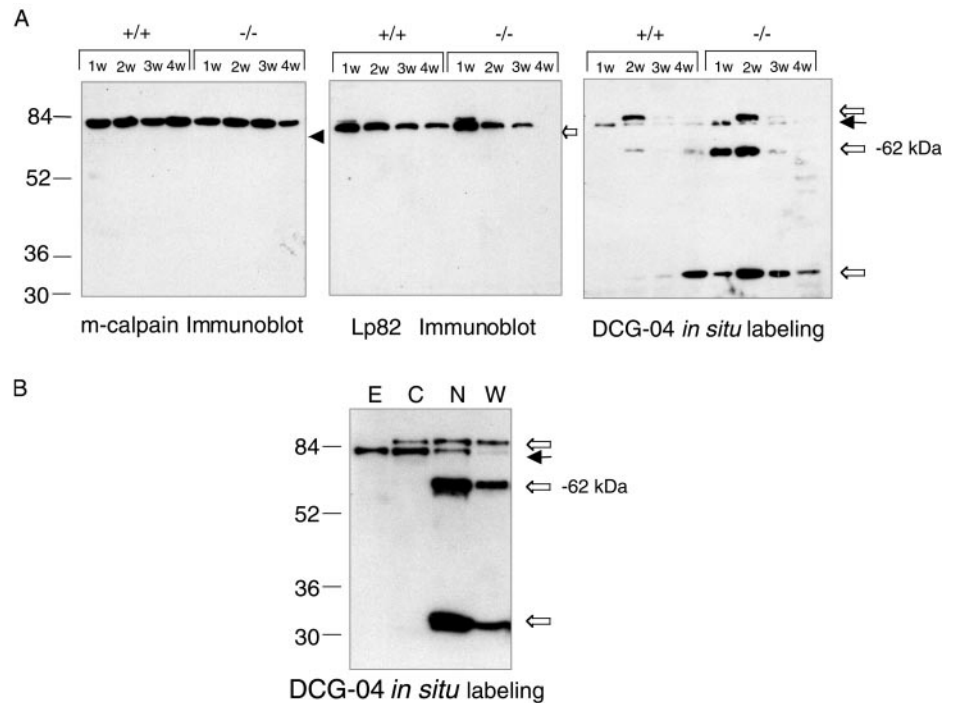 A
+/+ -/- +/+ -/- +/+ -/-
1w 2w 3w 4w 1w 2w 3w 4w 1w 2w 3w 4w 1w 2w 3w 4w 1w 2w 3w 4w 1w 2w 3w 4w
84
-62 kDa
52
36
30
m-calpain Immunoblot Lp82 Immunoblot DCG-04 in situ labeling
B
E C N W
84
-62 kDa
52
36
30
DCG-04 in situ labeling